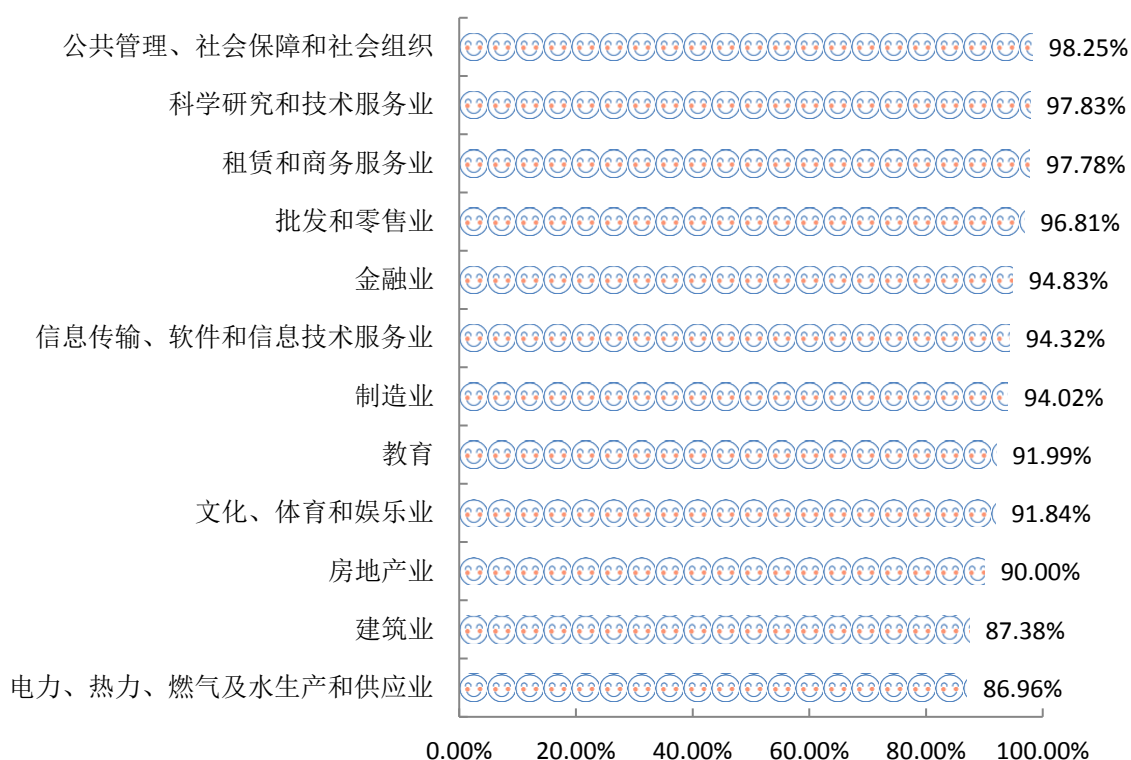 公共管理、社会保障和社会组织 98.25%
科学研究和技术服务业 97.83%
租赁和商务服务业 97.78%
批发和零售业 96.81%
金融业 94.83%
信息传输、软件和信息技术服务业 94.32%
制造业 94.02%
教育 91.99%
文化、体育和娱乐业 91.84%
房地产业 90.00%
建筑业 87.38%
电力、热力、燃气及水生产和供应业 86.96%
0.00% 20.00% 40.00% 60.00% 80.00% 100.00%